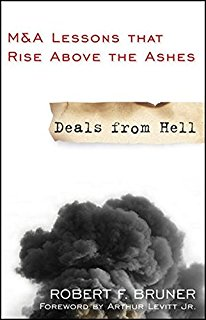 M&A LESSONS THAT
RISE ABOVE THE ASHES
Deals from Hell
ROBERT F. BRUNER
FOREWORD BY ARTHUR LEVITT JR.